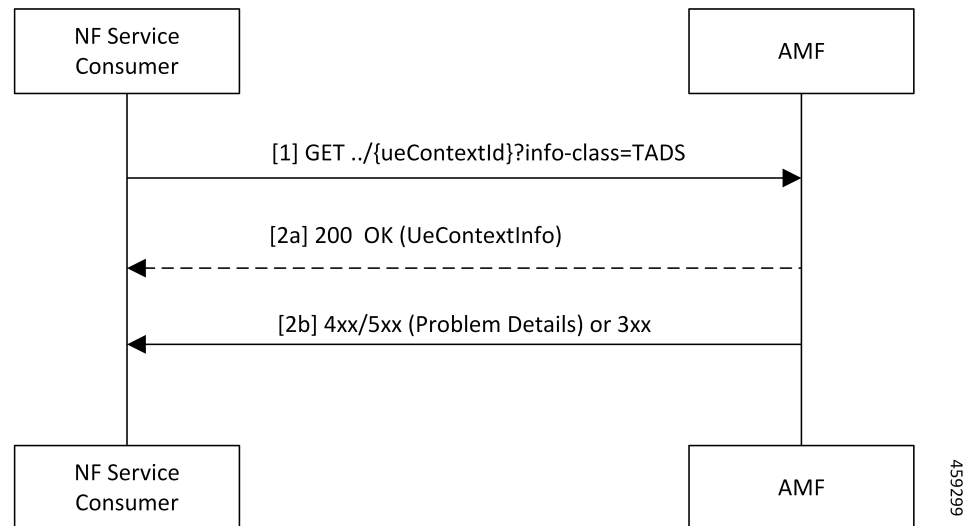 NF Service
Consumer
AMF
[1] GET ../{ueContextId}?info-class=TADS
[2a] 200  OK (UeContextInfo)
[2b] 4xx/5xx (Problem Details) or 3xx
NF Service
Consumer
AMF
459299